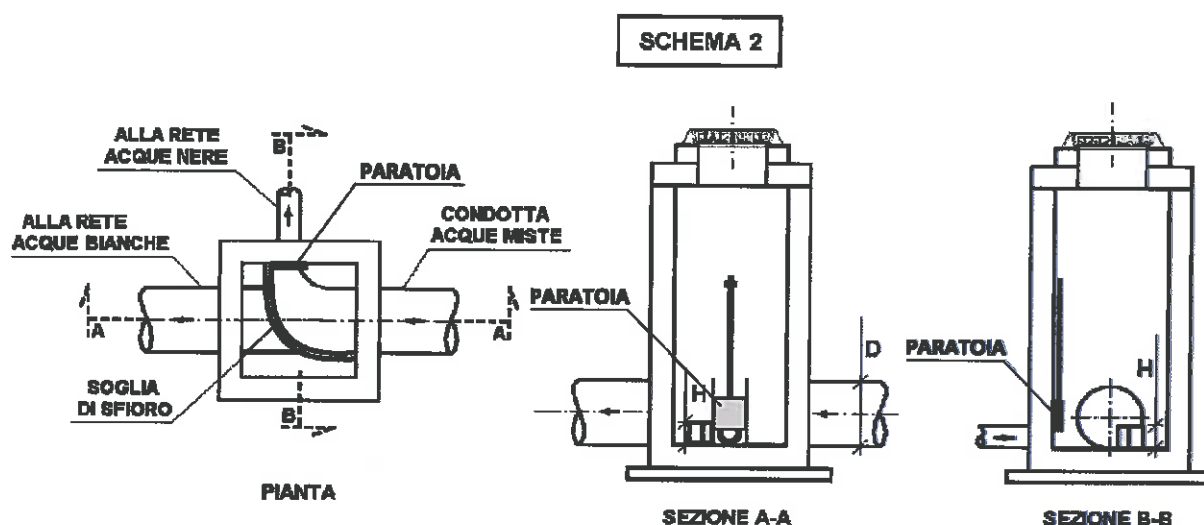 SCHEMA 2
ALLA RETE
ACQUE NERE
B
PARATOIA
ALLA RETE
ACQUE BIANCHE
CONDOTTA
ACQUE MISTE
A
A
SOGLIA
DI SFIORO
B
PIANTA
PARATOIA
H
D
SEZIONE A-A
PARATOIA
H
SEZIONE B-B